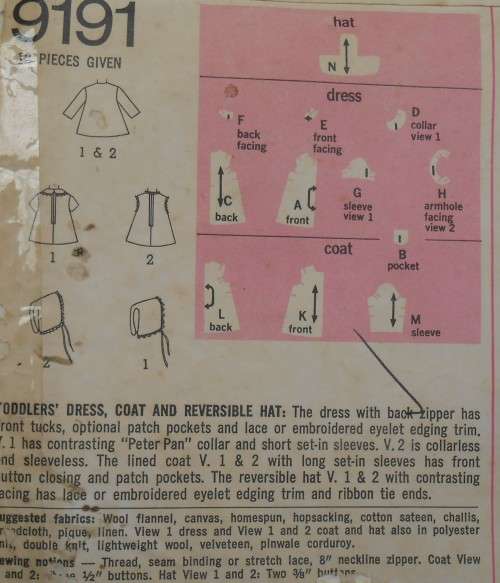 9191
PIECES GIVEN
1 & 2
1
2
2
1
hat
N
dress
F
back
facing
E
front
facing
D
collar
view 1
C
back
A
front
G
sleeve
view 1
H
armhole
facing
view 2
coat
B
pocket
L
back
K
front
M
sleeve
TODDLERS' DRESS, COAT AND REVERSIBLE HAT: The dress with back zipper has
front tucks, optional patch pockets and lace or embroidered eyelet edging trim.
V. 1 has contrasting "Peter Pan" collar and short set-in sleeves. V. 2 is collarless
and sleeveless. The lined coat V. 1 & 2 with long set-in sleeves has front
button closing and patch pockets. The reversible hat V. 1 & 2 with contrasting
facing has lace or embroidered eyelet edging trim and ribbon tie ends.
Suggested fabrics: Wool flannel, canvas, homespun, hopsacking, cotton sateen, challis,
pique, linen. View 1 dress and View 1 and 2 coat and hat also in polyester
knit, double knit, lightweight wool, velveteen, pinwale corduroy.
Sewing notions — Thread, seam binding or stretch lace, 8" neckline zipper. Coat View
and 2: ½" buttons. Hat View 1 and 2: Two ⅜" buttons.